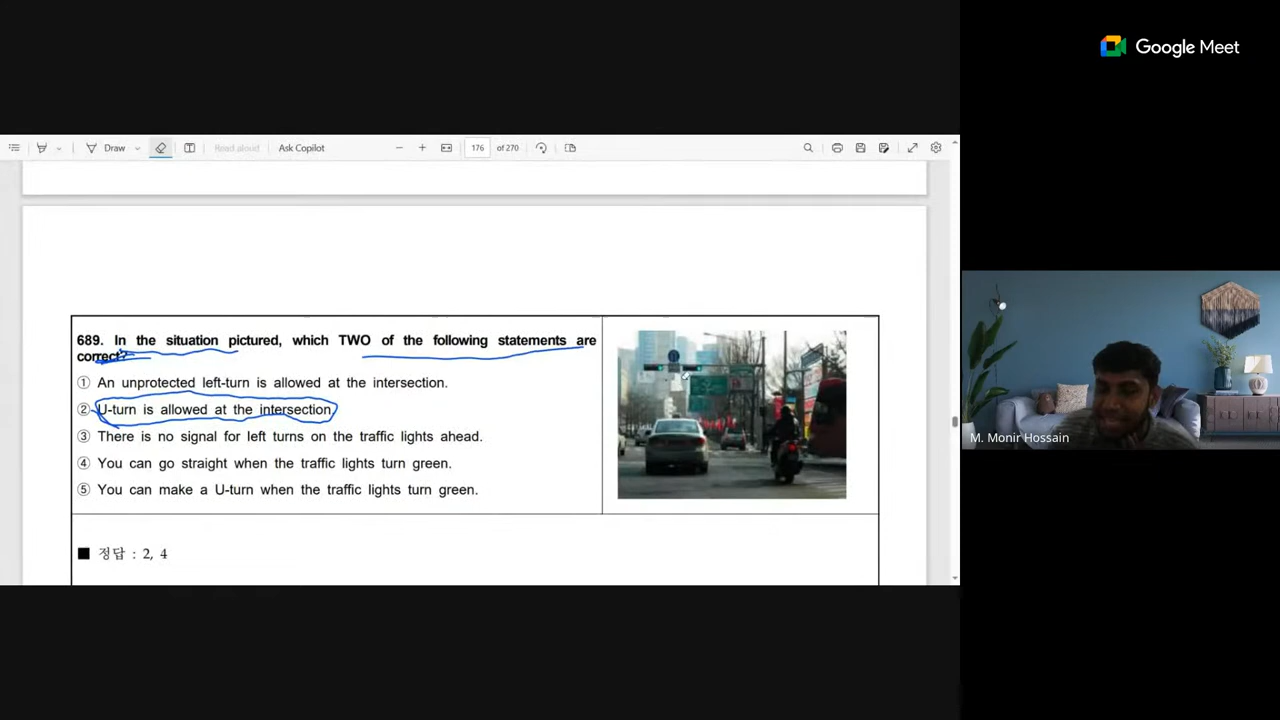 Google Meet
Draw
Read aloud
Ask Copilot
176 of 270
689. In the situation pictured, which TWO of the following statements are
correct?
① An unprotected left-turn is allowed at the intersection.
② U-turn is allowed at the intersection.
③ There is no signal for left turns on the traffic lights ahead.
④ You can go straight when the traffic lights turn green.
⑤ You can make a U-turn when the traffic lights turn green.
■ 정답 : 2, 4
M. Monir Hossain